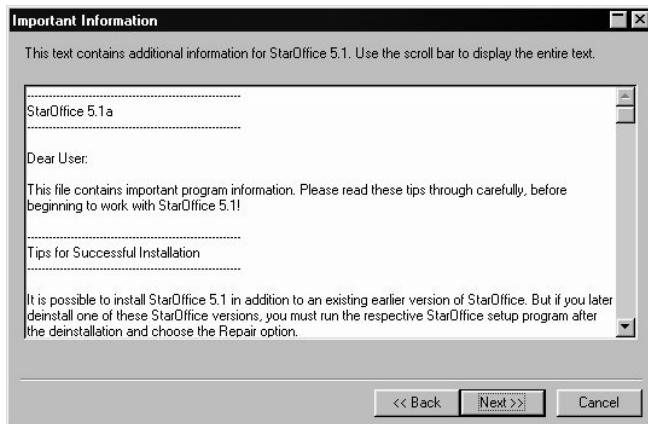 Important Information
This text contains additional information for StarOffice 5.1. Use the scroll bar to display the entire text.
--------------------------------------------------------
StarOffice 5.1a
--------------------------------------------------------
Dear User:
This file contains important program information. Please read these tips through carefully, before
beginning to work with StarOffice 5.1!
--------------------------------------------------------
Tips for Successful Installation
--------------------------------------------------------
It is possible to install StarOffice 5.1 in addition to an existing earlier version of StarOffice. But if you later
deinstall one of these StarOffice versions, you must run the respective StarOffice setup program after
the deinstallation and choose the Repair option.
<< Back Next >> Cancel